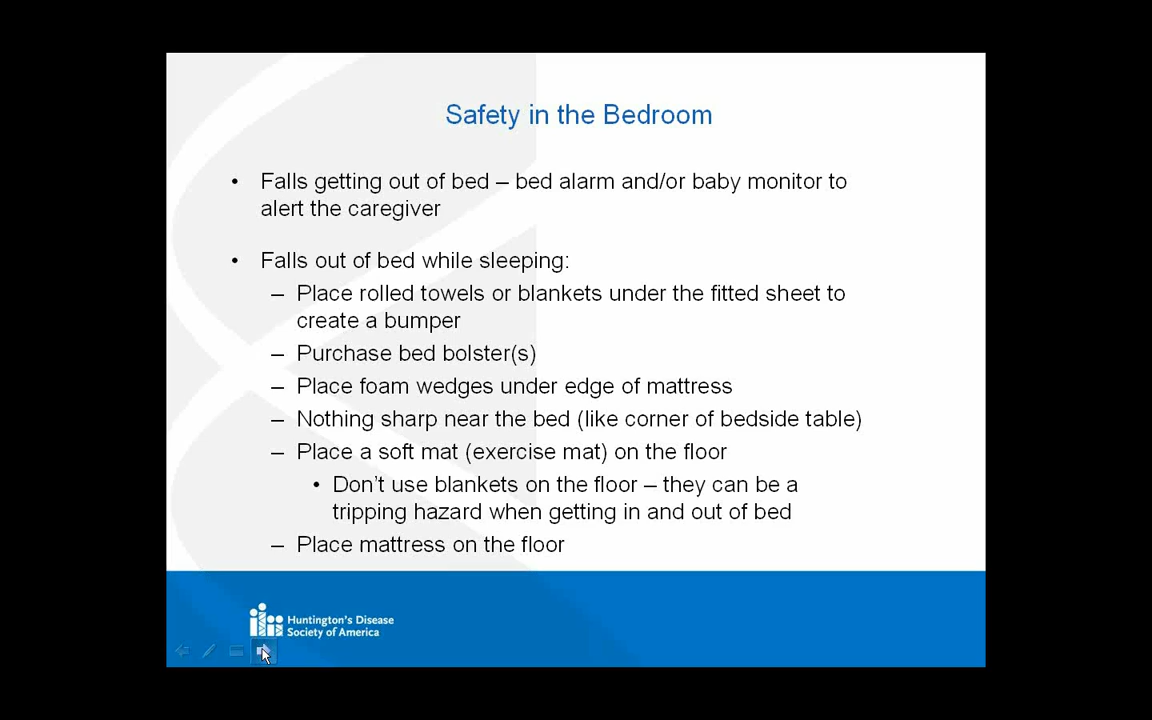 Safety in the Bedroom
• Falls getting out of bed – bed alarm and/or baby monitor to
alert the caregiver
• Falls out of bed while sleeping:
– Place rolled towels or blankets under the fitted sheet to
create a bumper
– Purchase bed bolster(s)
– Place foam wedges under edge of mattress
– Nothing sharp near the bed (like corner of bedside table)
– Place a soft mat (exercise mat) on the floor
• Don't use blankets on the floor – they can be a
tripping hazard when getting in and out of bed
– Place mattress on the floor
Huntington's Disease
Society of America